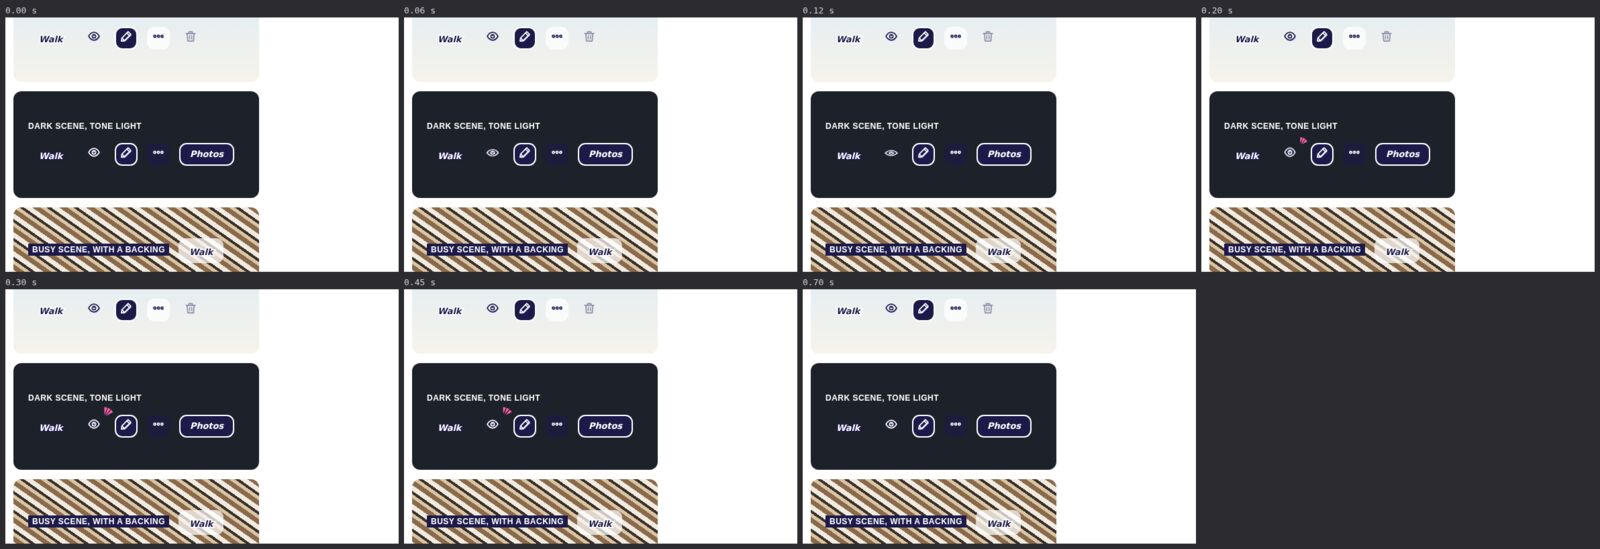 0.00 s
Walk
DARK SCENE, TONE LIGHT
Walk
Photos
BUSY SCENE, WITH A BACKING
Walk
0.06 s
Walk
DARK SCENE, TONE LIGHT
Walk
Photos
BUSY SCENE, WITH A BACKING
Walk
0.12 s
Walk
DARK SCENE, TONE LIGHT
Walk
Photos
BUSY SCENE, WITH A BACKING
Walk
0.20 s
Walk
DARK SCENE, TONE LIGHT
Walk
Photos
BUSY SCENE, WITH A BACKING
Walk
0.30 s
Walk
DARK SCENE, TONE LIGHT
Walk
Photos
BUSY SCENE, WITH A BACKING
Walk
0.45 s
Walk
DARK SCENE, TONE LIGHT
Walk
Photos
BUSY SCENE, WITH A BACKING
Walk
0.70 s
Walk
DARK SCENE, TONE LIGHT
Walk
Photos
BUSY SCENE, WITH A BACKING
Walk